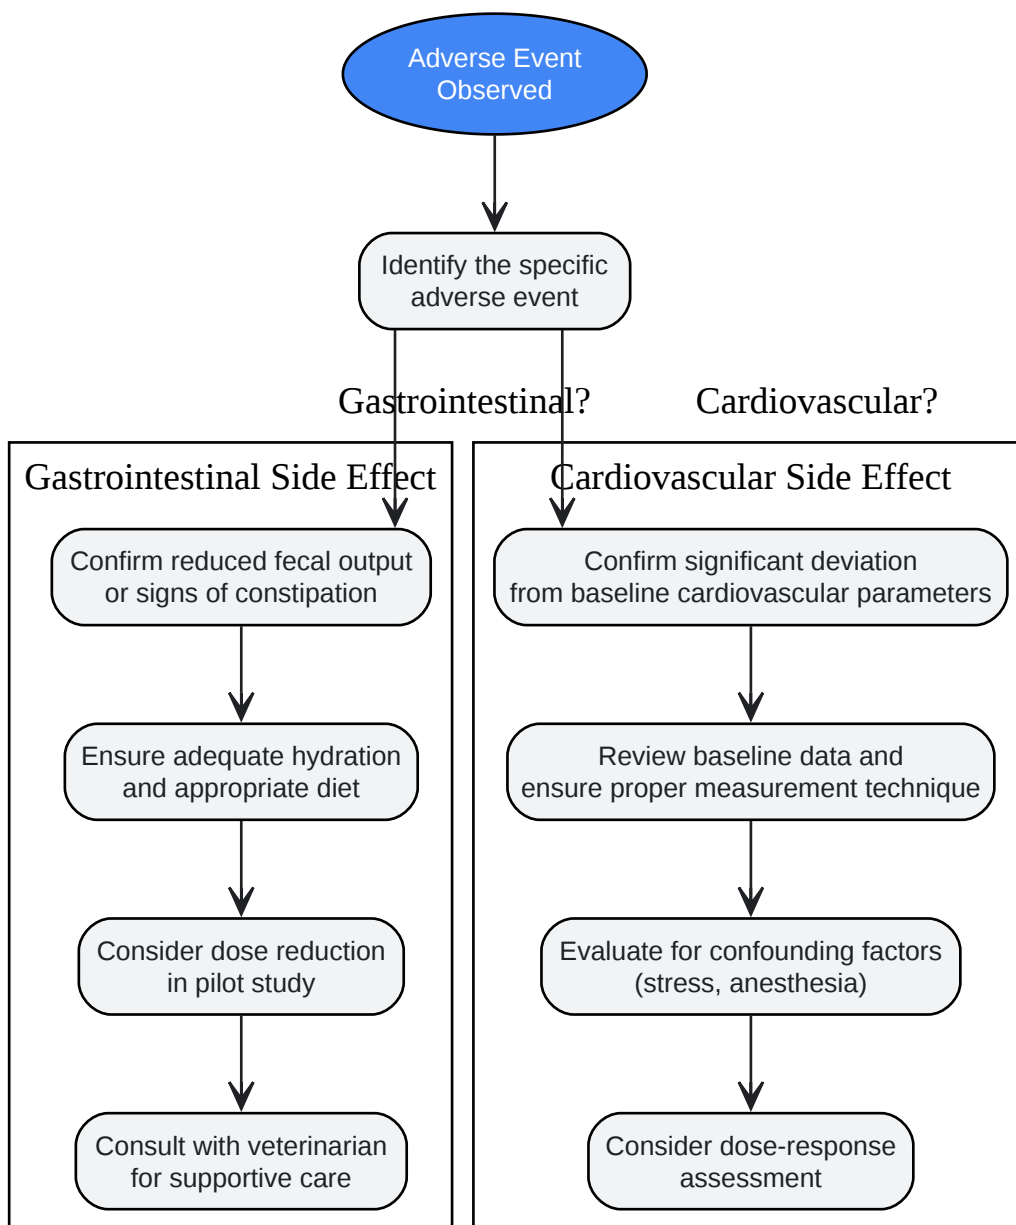 Adverse Event
Observed
Identify the specific
adverse event
Gastrointestinal?
Cardiovascular?
Gastrointestinal Side Effect
Confirm reduced fecal output
or signs of constipation
Ensure adequate hydration
and appropriate diet
Consider dose reduction
in pilot study
Consult with veterinarian
for supportive care
Cardiovascular Side Effect
Confirm significant deviation
from baseline cardiovascular parameters
Review baseline data and
ensure proper measurement technique
Evaluate for confounding factors
(stress, anesthesia)
Consider dose-response
assessment